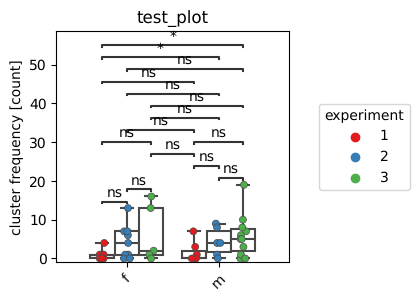 test_plot
*
*
ns
ns
ns
ns
ns
ns
ns
ns
ns
ns
ns
ns
ns
cluster frequency [count]
50
40
30
20
10
0
f
m
experiment
1
2
3